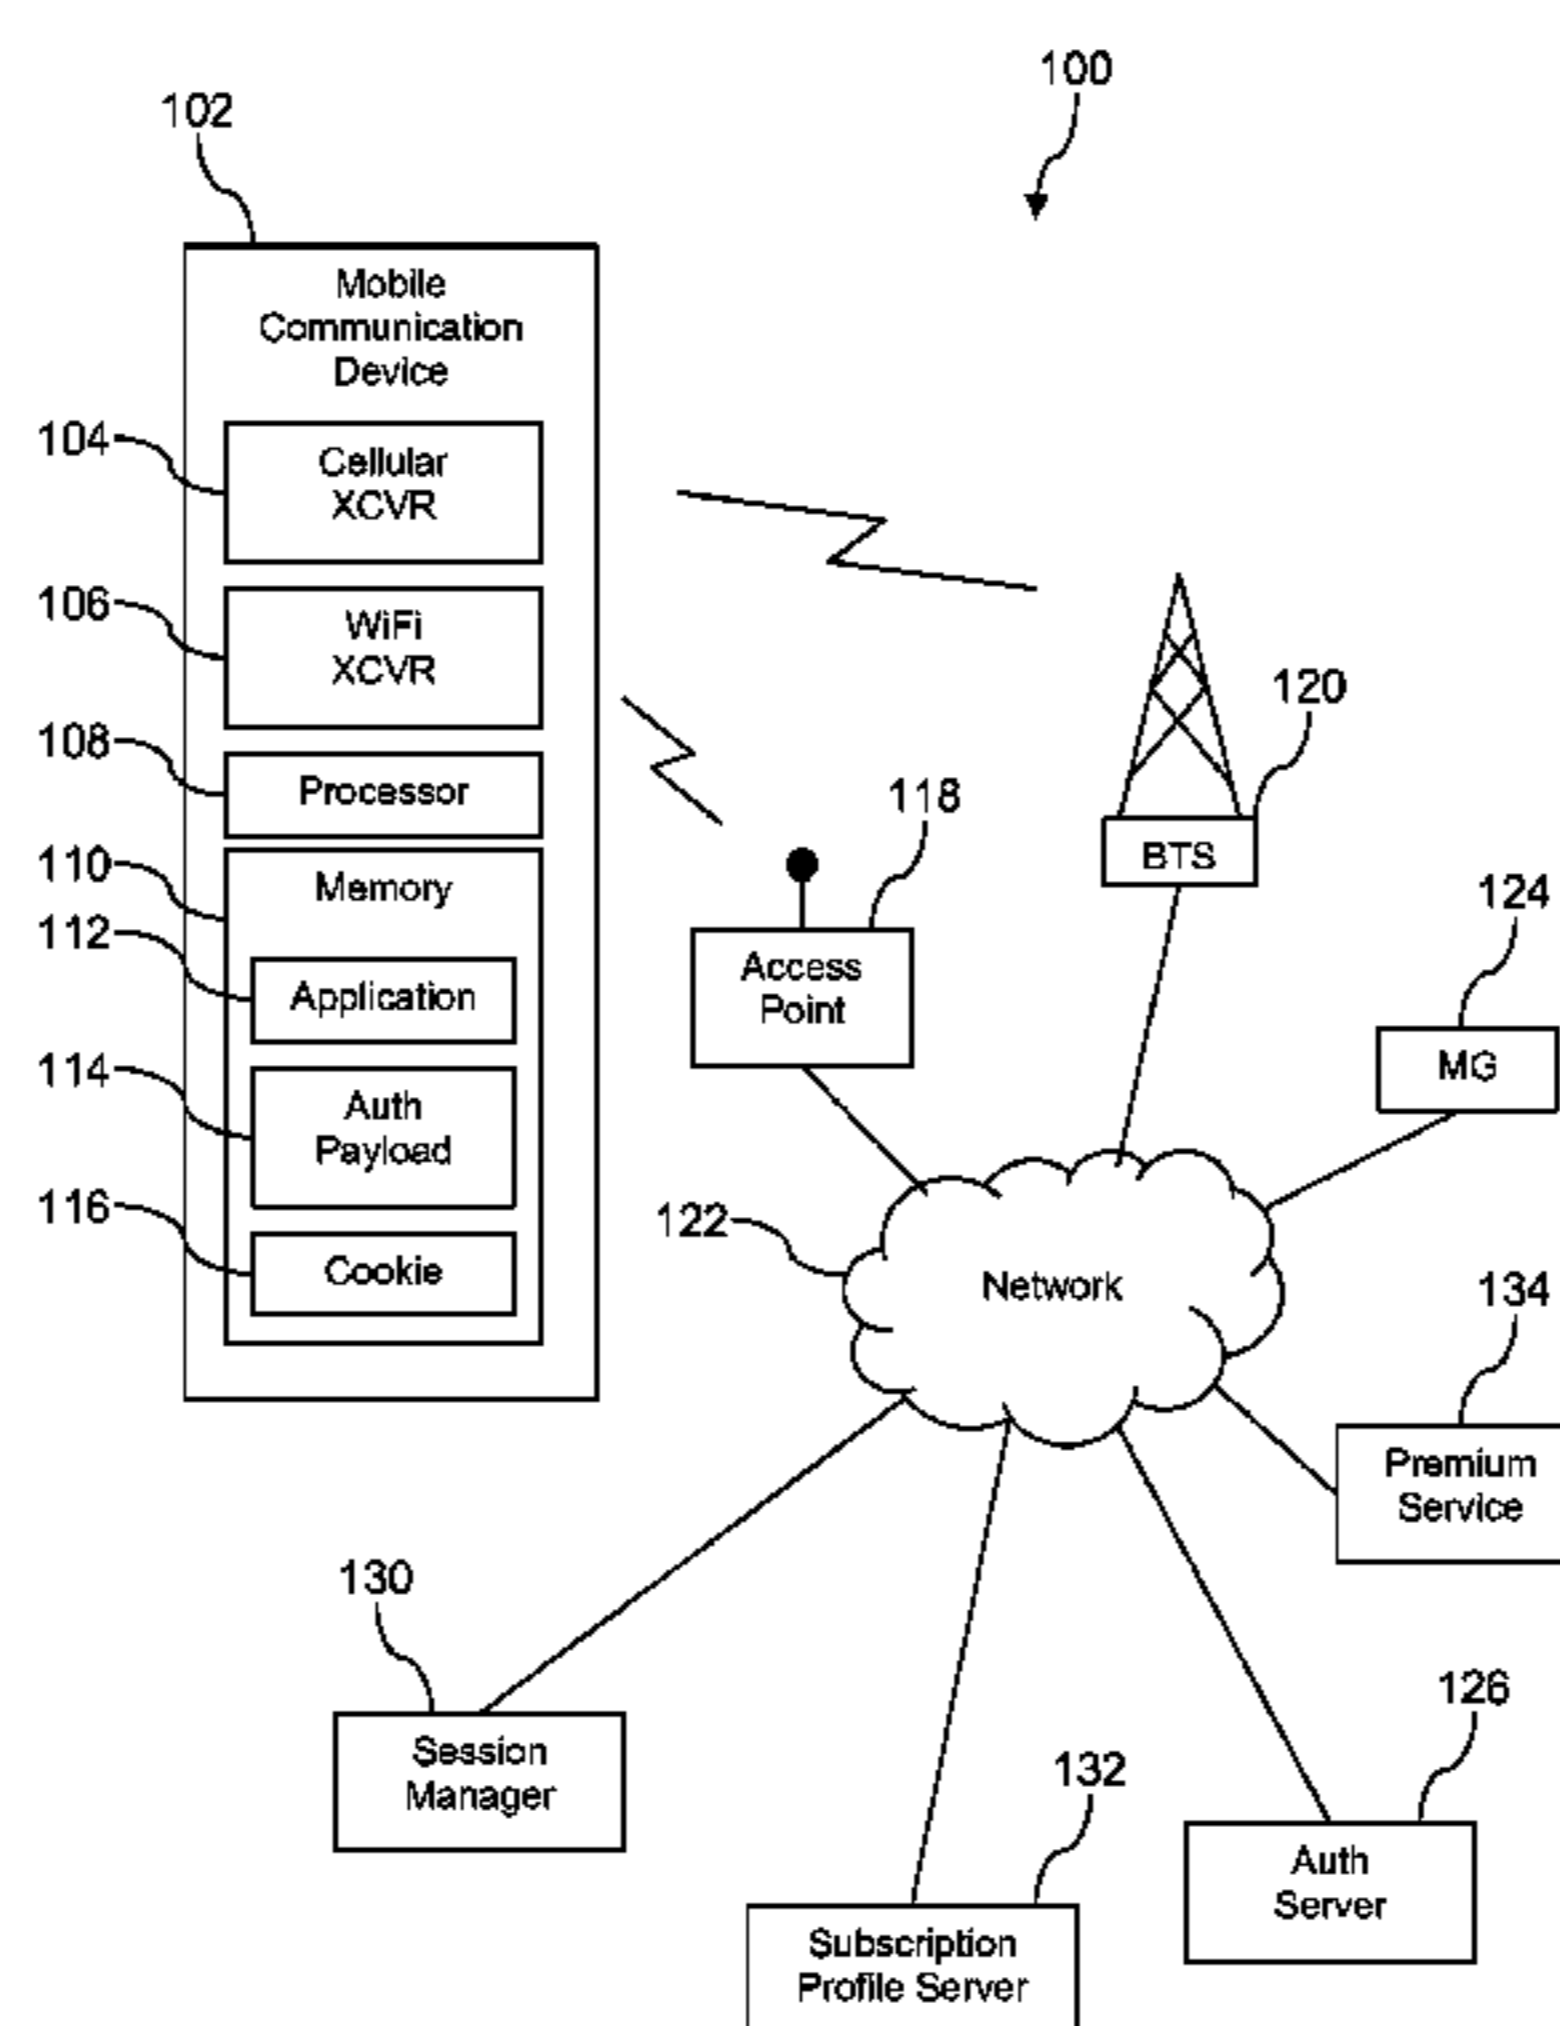 100
102
Mobile
Communication
Device
104
Cellular
XCVR
106
WiFi
XCVR
108
Processor
110
Memory
112
Application
114
Auth
Payload
116
Cookie
118
Access
Point
120
BTS
124
MG
122
Network
134
Premium
Service
130
Session
Manager
132
Subscription
Profile Server
126
Auth
Server